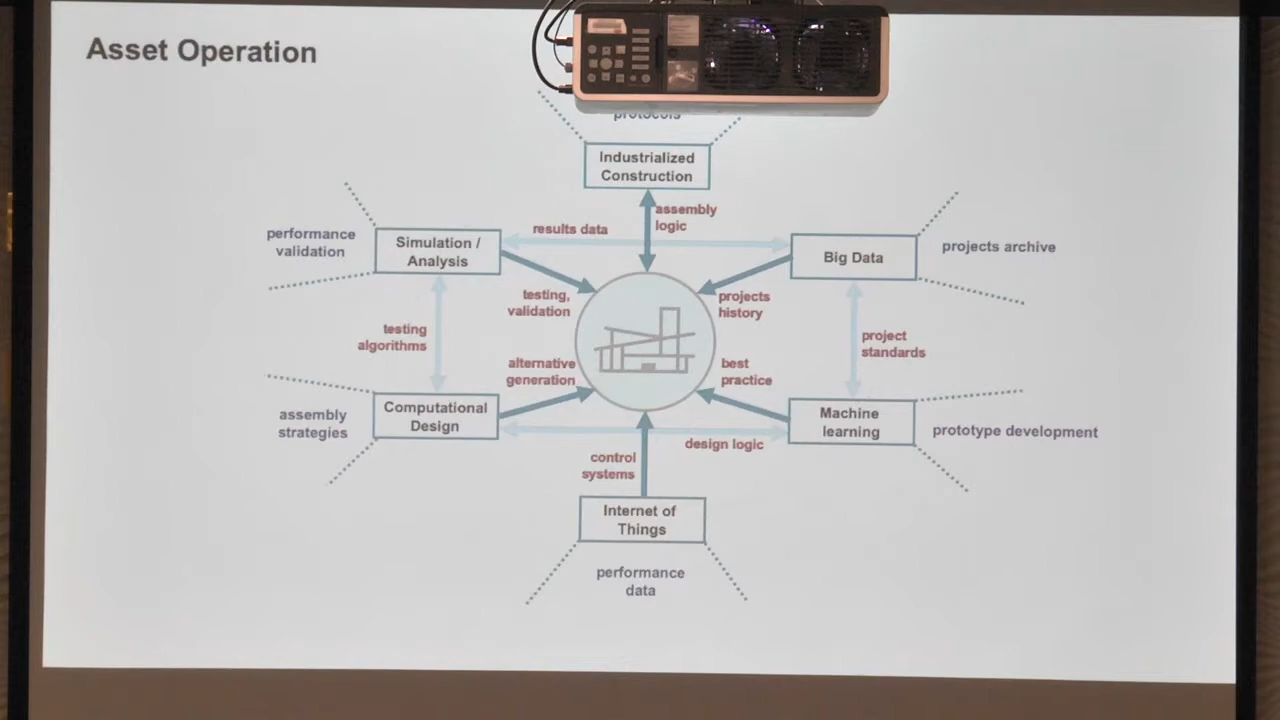 Asset Operation
protocols
Industrialized
Construction
assembly
logic
results data
performance
validation
Simulation /
Analysis
Big Data
projects archive
testing,
validation
projects
history
testing
algorithms
project
standards
alternative
generation
best
practice
assembly
strategies
Computational
Design
Machine
learning
prototype development
design logic
control
systems
Internet of
Things
performance
data